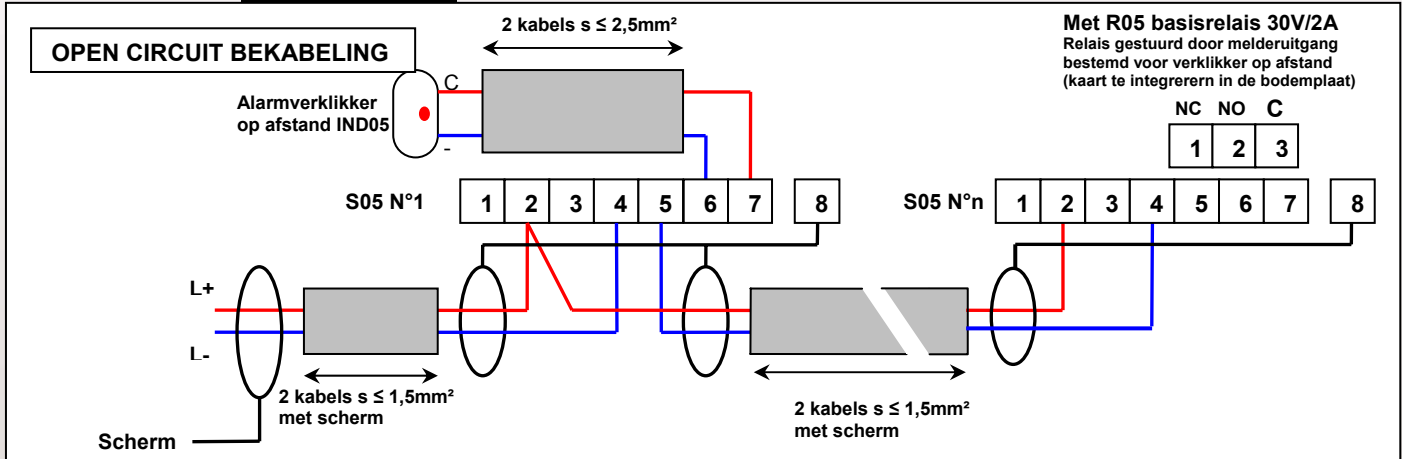 2 kabels s ≤ 2,5mm²
Met R05 basisrelais 30V/2A
Relais gestuurd door melderuitgang
bestemd voor verklikker op afstand
(kaart te integrerern in de bodemplaat)
OPEN CIRCUIT BEKABELING
Alarmverklikker
op afstand IND05
C
-
NC NO C
1 2 3
S05 N°1
1 2 3 4 5 6 7 8
S05 N°n
1 2 3 4 5 6 7 8
L+
L-
2 kabels s ≤ 1,5mm²
met scherm
2 kabels s ≤ 1,5mm²
met scherm
Scherm